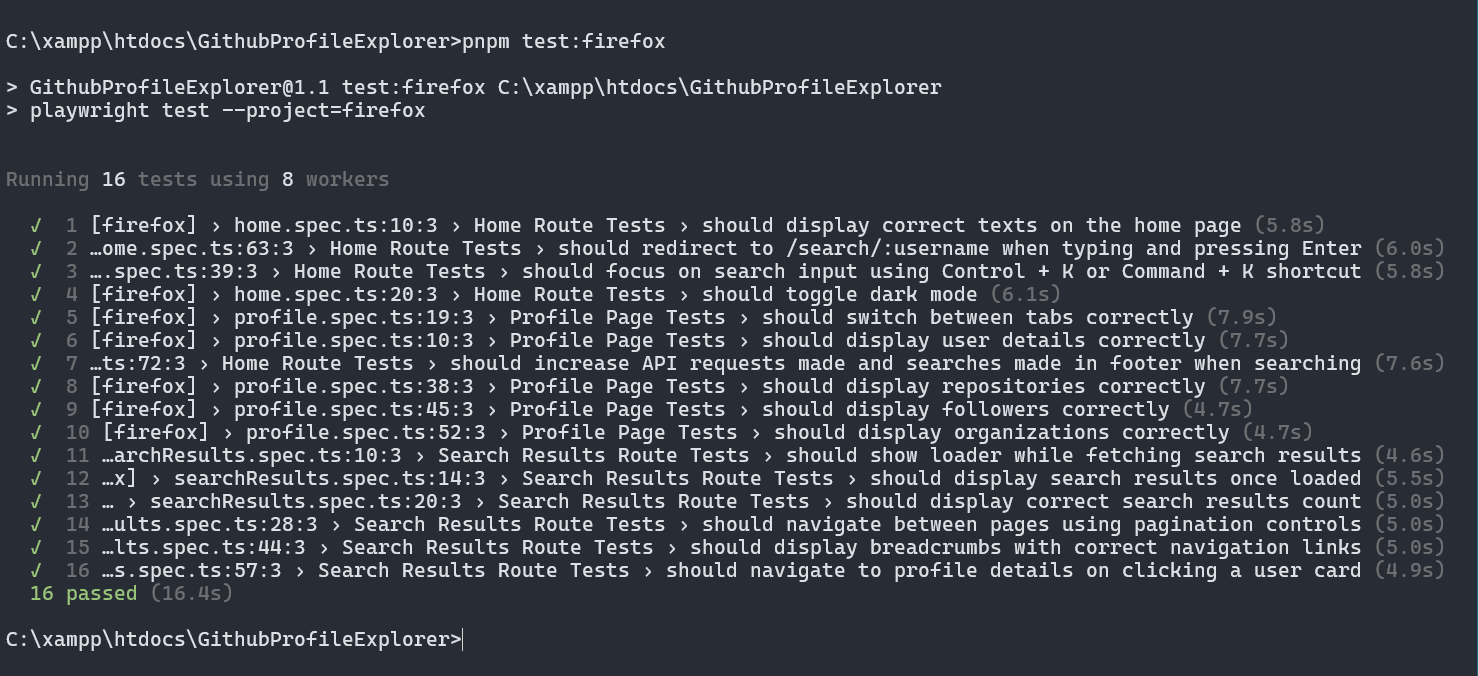 C:\xampp\htdocs\GithubProfileExplorer>pnpm test:firefox
> GithubProfileExplorer@1.1 test:firefox C:\xampp\htdocs\GithubProfileExplorer
> playwright test --project=firefox
Running 16 tests using 8 workers
✓ 1 [firefox] › home.spec.ts:10:3 › Home Route Tests › should display correct texts on the home page (5.8s)
✓ 2 …ome.spec.ts:63:3 › Home Route Tests › should redirect to /search/:username when typing and pressing Enter (6.0s)
✓ 3 ….spec.ts:39:3 › Home Route Tests › should focus on search input using Control + K or Command + K shortcut (5.8s)
✓ 4 [firefox] › home.spec.ts:20:3 › Home Route Tests › should toggle dark mode (6.1s)
✓ 5 [firefox] › profile.spec.ts:19:3 › Profile Page Tests › should switch between tabs correctly (7.9s)
✓ 6 [firefox] › profile.spec.ts:10:3 › Profile Page Tests › should display user details correctly (7.7s)
✓ 7 …ts:72:3 › Home Route Tests › should increase API requests made and searches made in footer when searching (7.6s)
✓ 8 [firefox] › profile.spec.ts:38:3 › Profile Page Tests › should display repositories correctly (7.7s)
✓ 9 [firefox] › profile.spec.ts:45:3 › Profile Page Tests › should display followers correctly (4.7s)
✓ 10 [firefox] › profile.spec.ts:52:3 › Profile Page Tests › should display organizations correctly (4.7s)
✓ 11 …archResults.spec.ts:10:3 › Search Results Route Tests › should show loader while fetching search results (4.6s)
✓ 12 …x] › searchResults.spec.ts:14:3 › Search Results Route Tests › should display search results once loaded (5.5s)
✓ 13 … › searchResults.spec.ts:20:3 › Search Results Route Tests › should display correct search results count (5.0s)
✓ 14 …ults.spec.ts:28:3 › Search Results Route Tests › should navigate between pages using pagination controls (5.0s)
✓ 15 …lts.spec.ts:44:3 › Search Results Route Tests › should display breadcrumbs with correct navigation links (5.0s)
✓ 16 …s.spec.ts:57:3 › Search Results Route Tests › should navigate to profile details on clicking a user card (4.9s)
16 passed (16.4s)
C:\xampp\htdocs\GithubProfileExplorer>